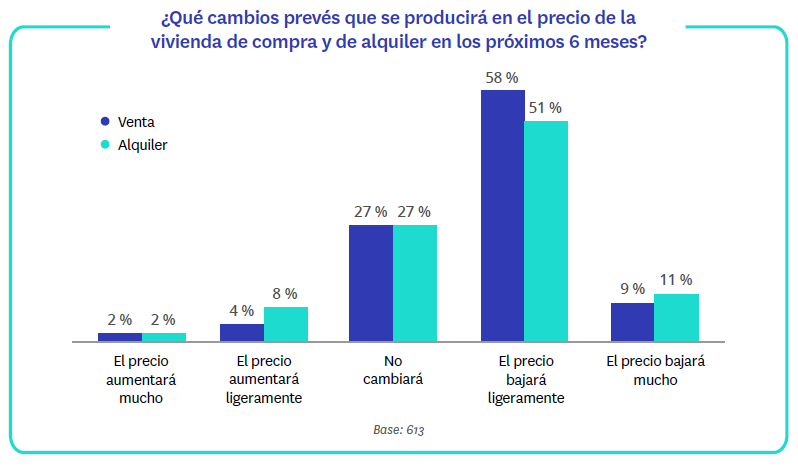 ¿Qué cambios prevés que se producirá en el precio de la
vivienda de compra y de alquiler en los próximos 6 meses?
Venta
Alquiler
2 % 2 %
4 % 8 %
27 % 27 %
58 % 51 %
9 % 11 %
El precio
aumentará
mucho
El precio
aumentará
ligeramente
No
cambiará
El precio
bajará
ligeramente
El precio bajará
mucho
Base: 613